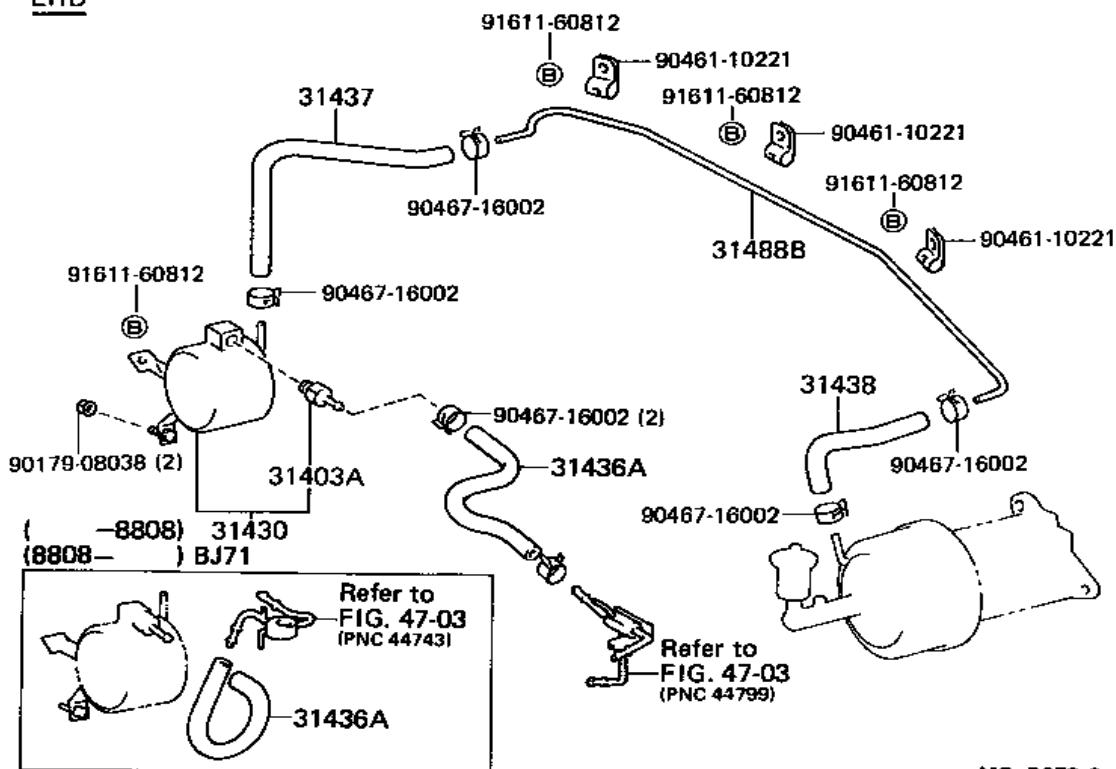 91611-60812
B
90461-10221
31437
91611-60812
B
90461-10221
90467-16002
91611-60812
B
31488B
90461-10221
91611-60812
B
90467-16002
31438
90467-16002 (2)
90179-08038 (2)
31403A
31436A
90467-16002
90467-16002
( -8808) 31430
(8808- ) BJ71
Refer to
FIG. 47-03
(PNC 44743)
Refer to
FIG. 47-03
(PNC 44799)
31436A